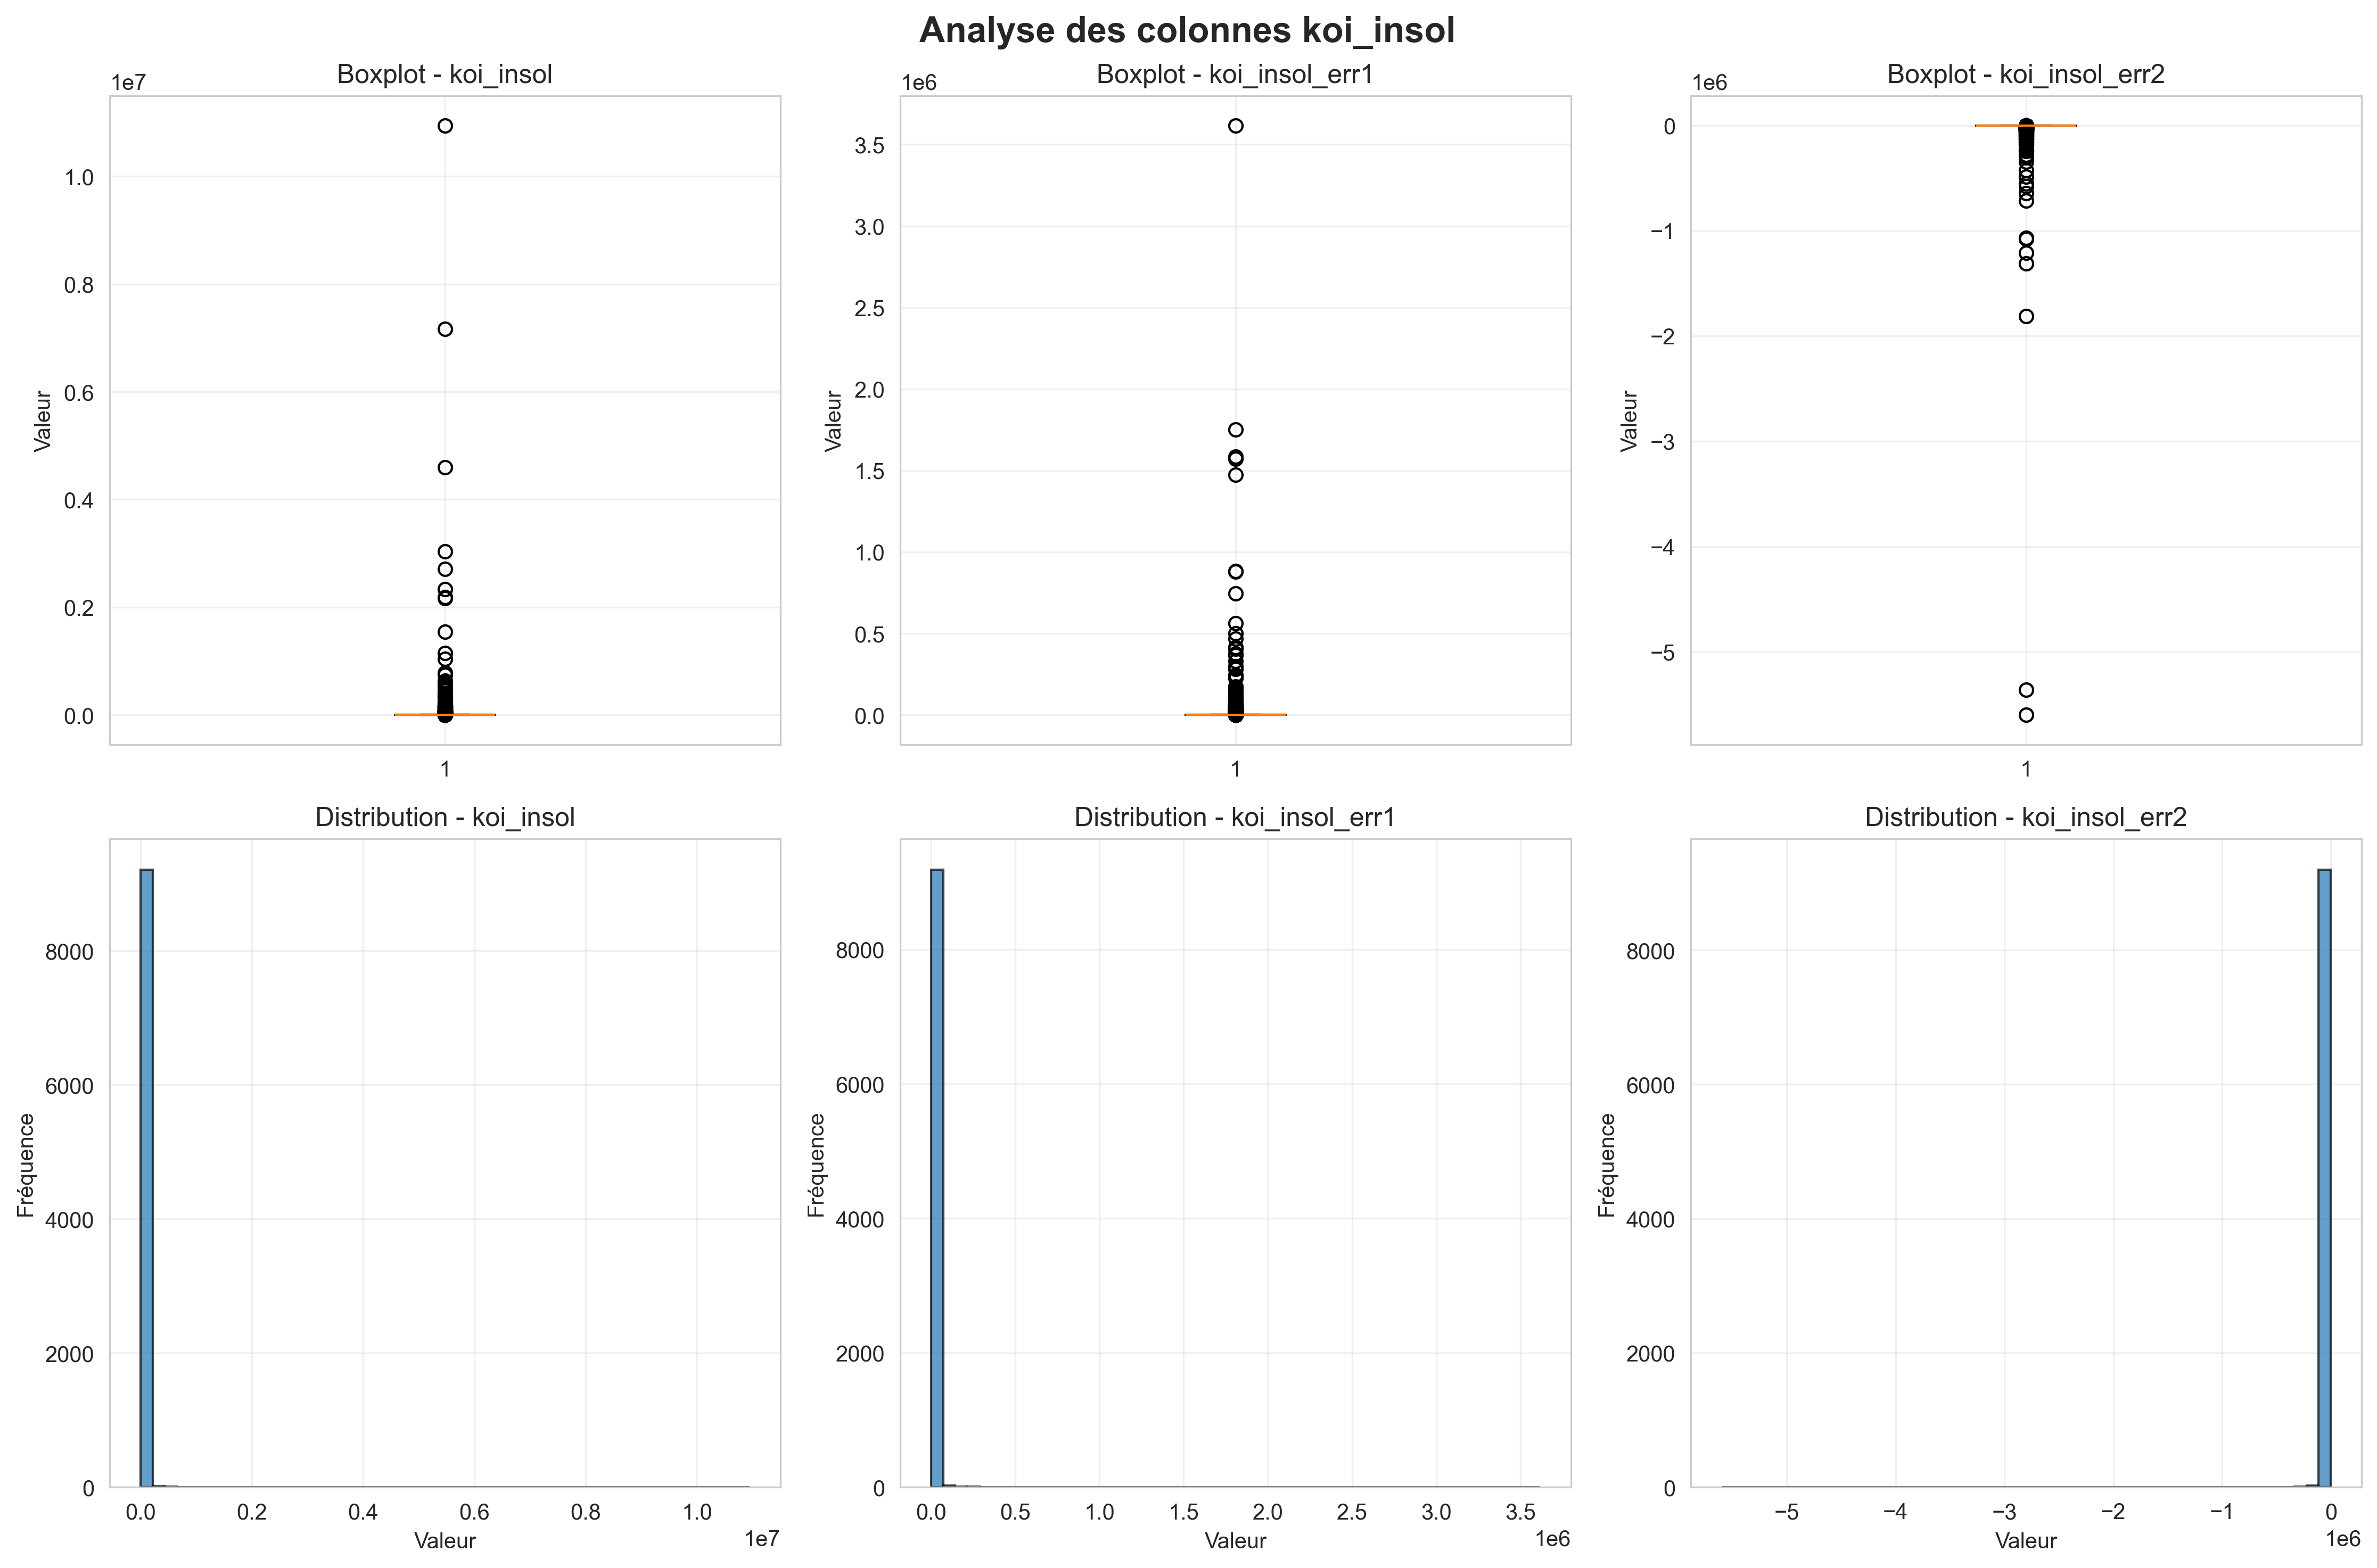 Analyse des colonnes koi_insol
Boxplot - koi_insol
1e7
Valeur
1.0
0.8
0.6
0.4
0.2
0.0
1
Boxplot - koi_insol_err1
1e6
Valeur
3.5
3.0
2.5
2.0
1.5
1.0
0.5
0.0
1
Boxplot - koi_insol_err2
1e6
Valeur
0
−1
−2
−3
−4
−5
1
Distribution - koi_insol
Fréquence
8000
6000
4000
2000
0
0.0 0.2 0.4 0.6 0.8 1.0
Valeur
1e7
Distribution - koi_insol_err1
Fréquence
8000
6000
4000
2000
0
0.0 0.5 1.0 1.5 2.0 2.5 3.0 3.5
Valeur
1e6
Distribution - koi_insol_err2
Fréquence
8000
6000
4000
2000
0
−5 −4 −3 −2 −1 0
Valeur
1e6